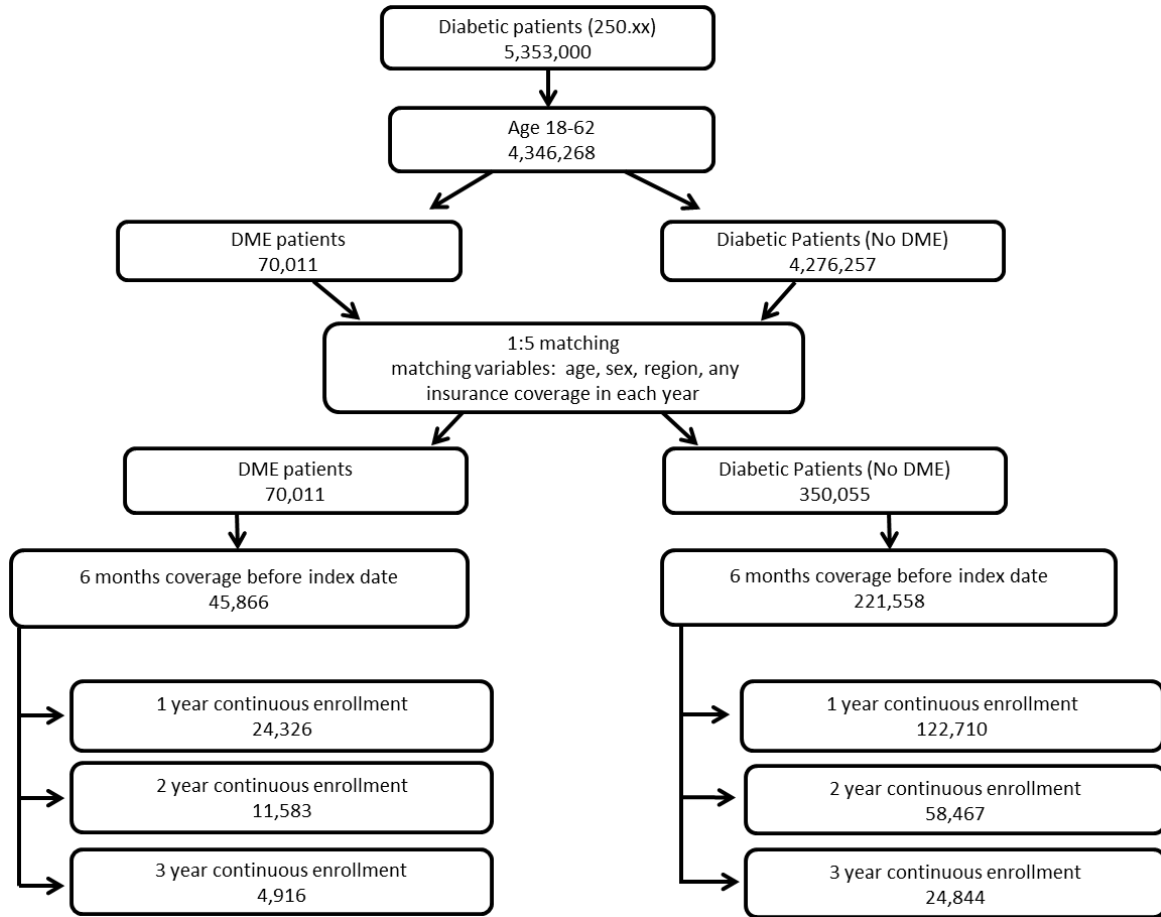 Diabetic patients (250.xx)
5,353,000
Age 18-62
4,346,268
DME patients
70,011
Diabetic Patients (No DME)
4,276,257
1:5 matching
matching variables: age, sex, region, any
insurance coverage in each year
DME patients
70,011
Diabetic Patients (No DME)
350,055
6 months coverage before index date
45,866
6 months coverage before index date
221,558
1 year continuous enrollment
24,326
2 year continuous enrollment
11,583
3 year continuous enrollment
4,916
1 year continuous enrollment
122,710
2 year continuous enrollment
58,467
3 year continuous enrollment
24,844